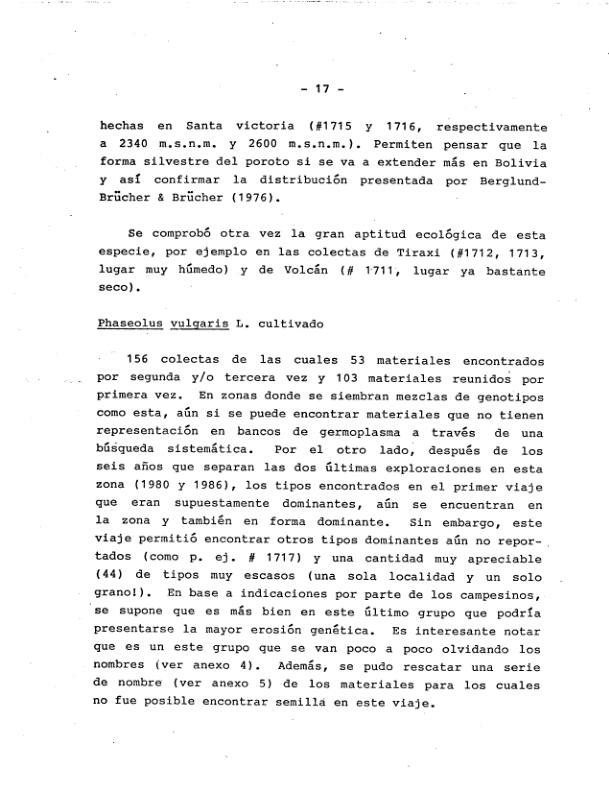 - 17 -
hechas en Santa victoria (#1715 y 1716, respectivamente
a 2340 m.s.n.m. y 2600 m.s.n.m.). Permiten pensar que la
forma silvestre del poroto si se va a extender más en Bolivia
y así confirmar la distribución presentada por Berglund-
Brücher & Brücher (1976).
Se comprobó otra vez la gran aptitud ecológica de esta
especie, por ejemplo en las colectas de Tiraxi (#1712, 1713,
lugar muy húmedo) y de Volcán (# 1711, lugar ya bastante
seco).
Phaseolus vulgaris L. cultivado
156 colectas de las cuales 53 materiales encontrados
por segunda y/o tercera vez y 103 materiales reunidos por
primera vez. En zonas donde se siembran mezclas de genotipos
como esta, aún si se puede encontrar materiales que no tienen
representación en bancos de germoplasma a través de una
búsqueda sistemática. Por el otro lado, después de los
seis años que separan las dos últimas exploraciones en esta
zona (1980 y 1986), los tipos encontrados en el primer viaje
que eran supuestamente dominantes, aún se encuentran en
la zona y también en forma dominante. Sin embargo, este
viaje permitió encontrar otros tipos dominantes aún no repor-
tados (como p. ej. # 1717) y una cantidad muy apreciable
(44) de tipos muy escasos (una sola localidad y un solo
grano!). En base a indicaciones por parte de los campesinos,
se supone que es más bien en este último grupo que podría
presentarse la mayor erosión genética. Es interesante notar
que es un este grupo que se van poco a poco olvidando los
nombres (ver anexo 4). Además, se pudo rescatar una serie
de nombre (ver anexo 5) de los materiales para los cuales
no fue posible encontrar semilla en este viaje.